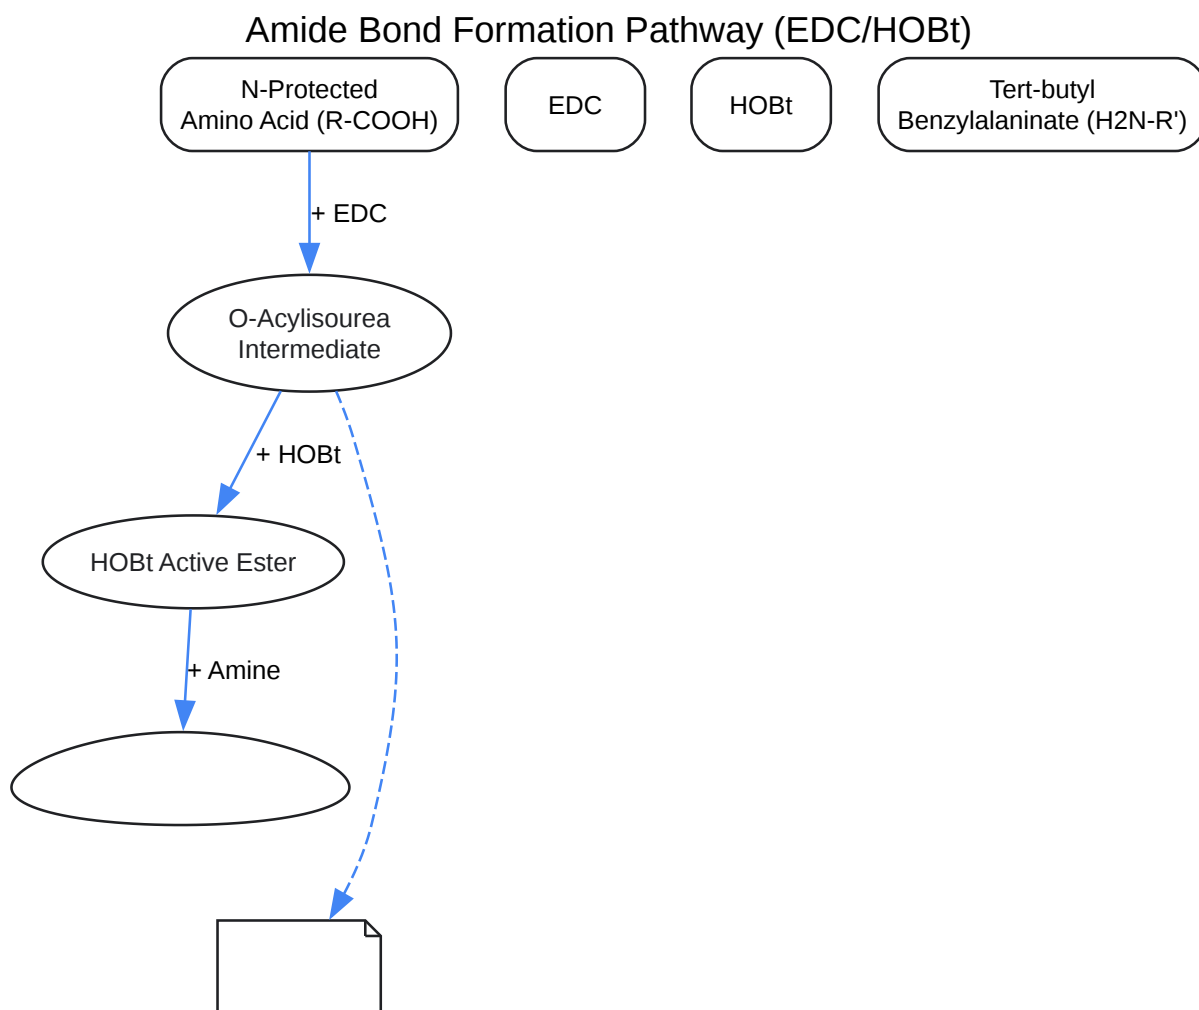 Amide Bond Formation Pathway (EDC/HOBt)
N-Protected
Amino Acid (R-COOH)
EDC
HOBt
Tert-butyl
Benzylalaninate (H2N-R')
+ EDC
O-Acylisourea
Intermediate
+ HOBt
HOBt Active Ester
+ Amine